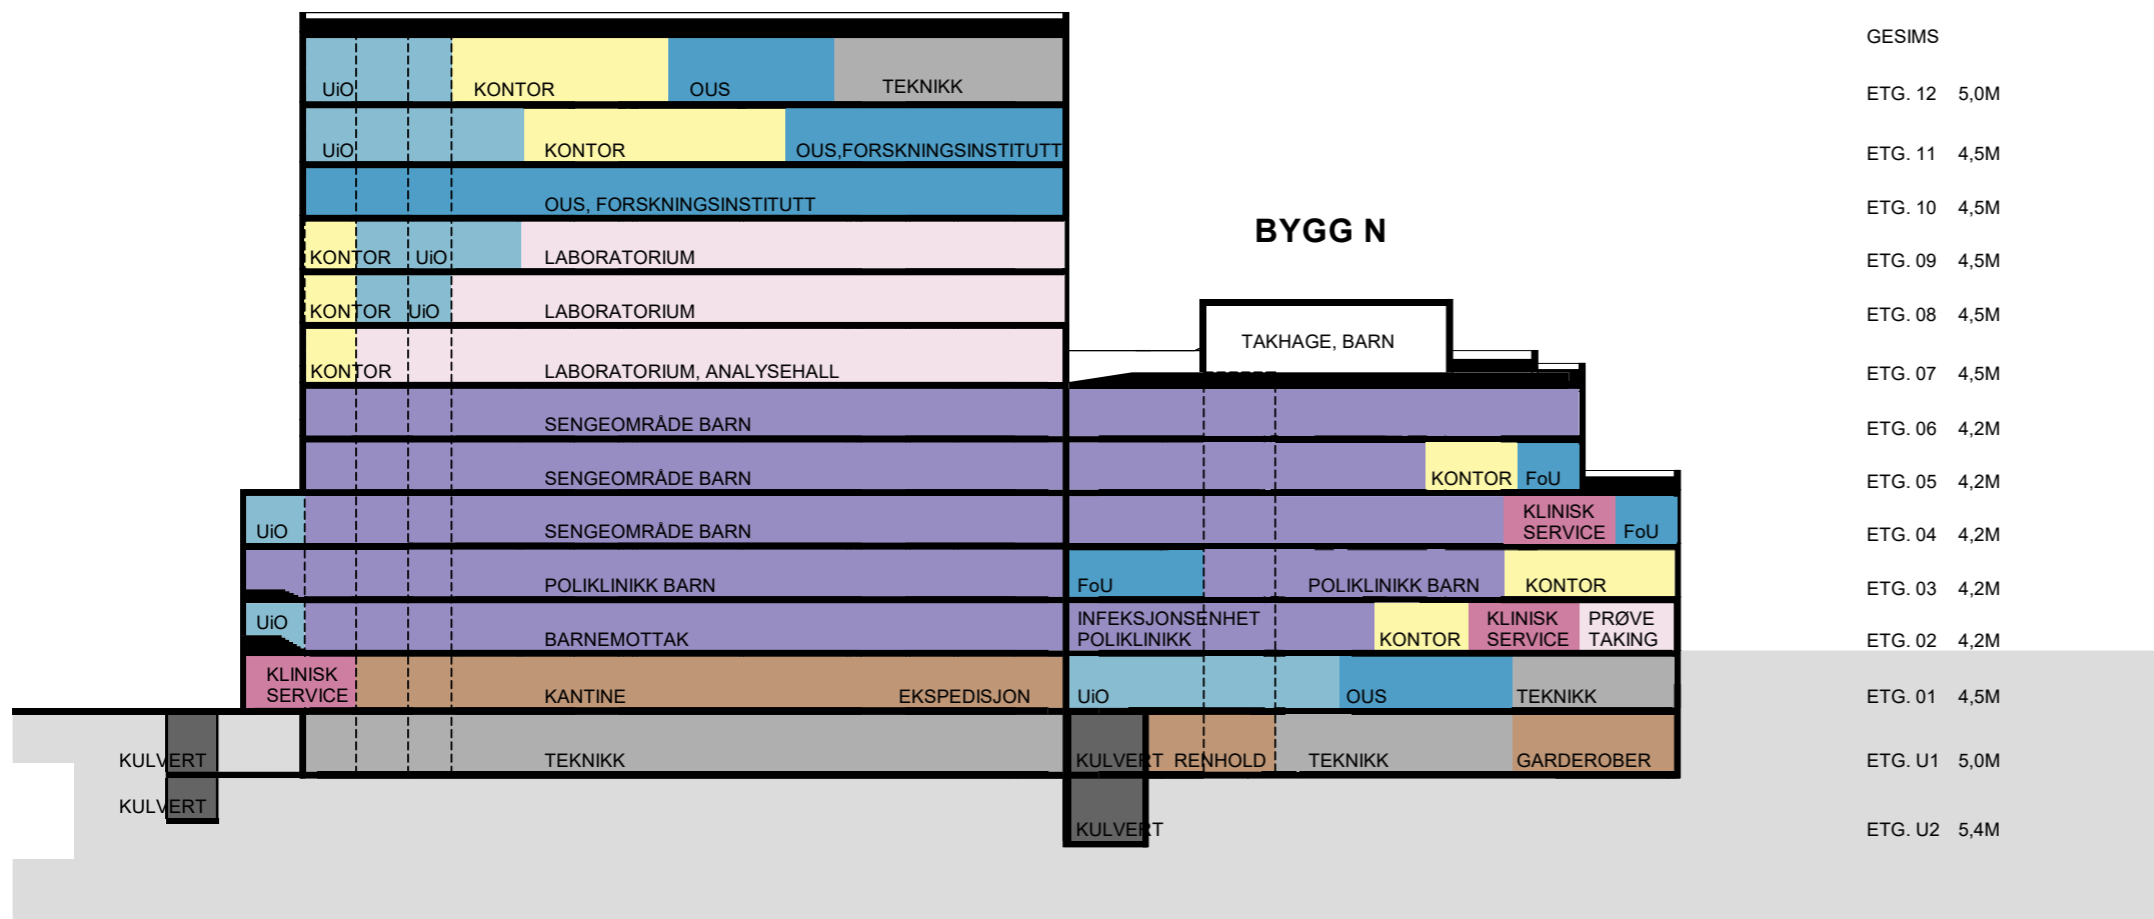 GESIMS
UiO KONTOR OUS TEKNIKK ETG. 12 5,0M
UiO KONTOR OUS,FORSKNINGSINSTITUTT ETG. 11 4,5M
OUS, FORSKNINGSINSTITUTT ETG. 10 4,5M
BYGG N
KONTOR UiO LABORATORIUM ETG. 09 4,5M
KONTOR UiO LABORATORIUM ETG. 08 4,5M
TAKHAGE, BARN
KONTOR LABORATORIUM, ANALYSEHALL ETG. 07 4,5M
SENGEOMRÅDE BARN ETG. 06 4,2M
SENGEOMRÅDE BARN KONTOR FoU ETG. 05 4,2M
UiO SENGEOMRÅDE BARN KLINISK
SERVICE FoU ETG. 04 4,2M
POLIKLINIKK BARN FoU POLIKLINIKK BARN KONTOR ETG. 03 4,2M
UiO BARNEMOTTAK INFEKSJONSENHET
POLIKLINIKK KONTOR KLINISK
SERVICE PRØVE
TAKING ETG. 02 4,2M
KLINISK
SERVICE KANTINE EKSPEDISJON UiO OUS TEKNIKK ETG. 01 4,5M
KULVERT TEKNIKK KULVERT RENHOLD TEKNIKK GARDEROBER ETG. U1 5,0M
KULVERT
KULVERT ETG. U2 5,4M